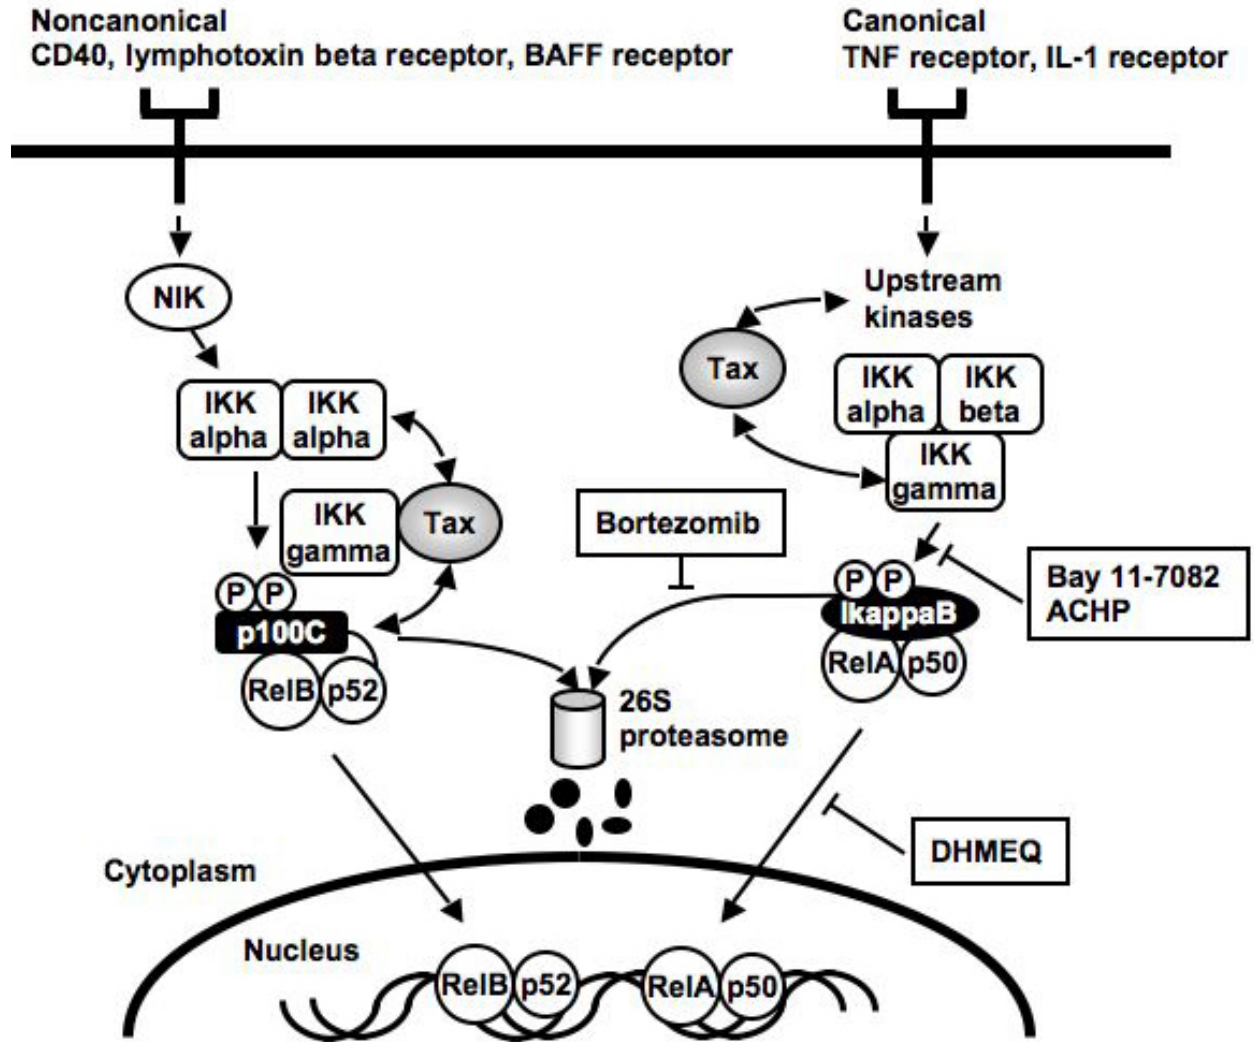 Noncanonical
CD40, lymphotoxin beta receptor, BAFF receptor
Canonical
TNF receptor, IL-1 receptor
NIK
Upstream
kinases
Tax
IKK
alpha
IKK
beta
IKK
gamma
IKK
alpha
IKK
alpha
IKK
gamma
Tax
Bortezomib
Bay 11-7082
ACHP
P P
p100C
RelB p52
P P
IkappaB
RelA p50
26S
proteasome
DHMEQ
Cytoplasm
Nucleus
RelB p52
RelA p50